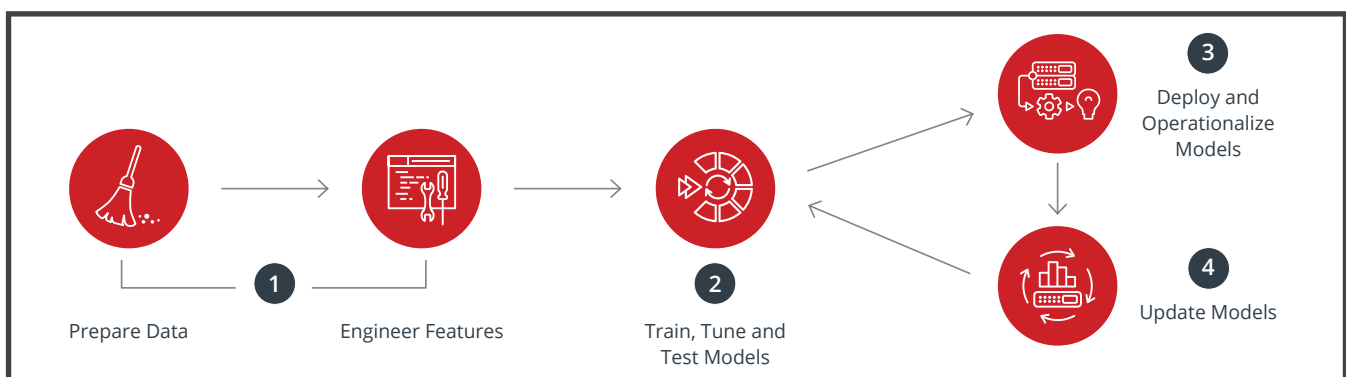 1
Prepare Data
Engineer Features
2
Train, Tune and
Test Models
3
Deploy and
Operationalize
Models
4
Update Models